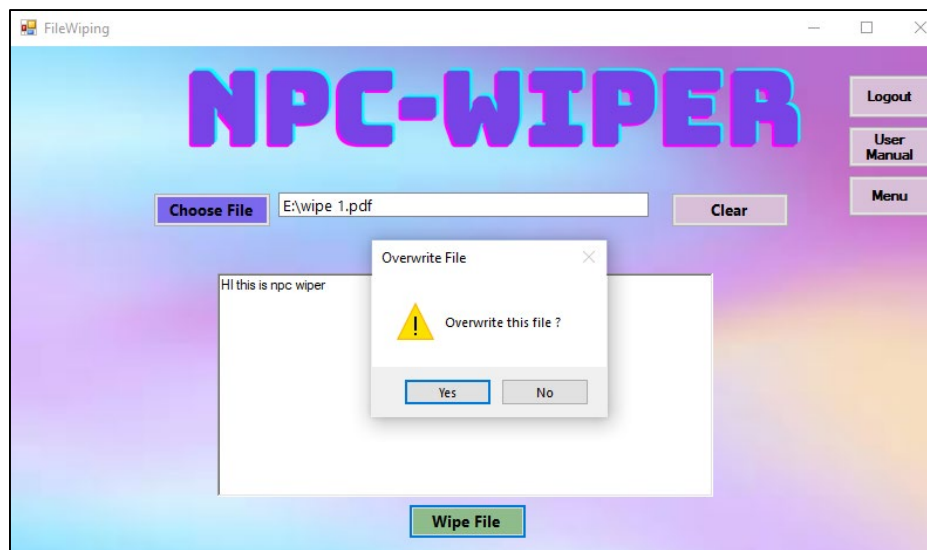 FileWiping
NPC-WIPER
Logout
User
Manual
Menu
Choose File
E:\wipe 1.pdf
Clear
HI this is npc wiper
Overwrite File
Overwrite this file ?
Yes
No
Wipe File